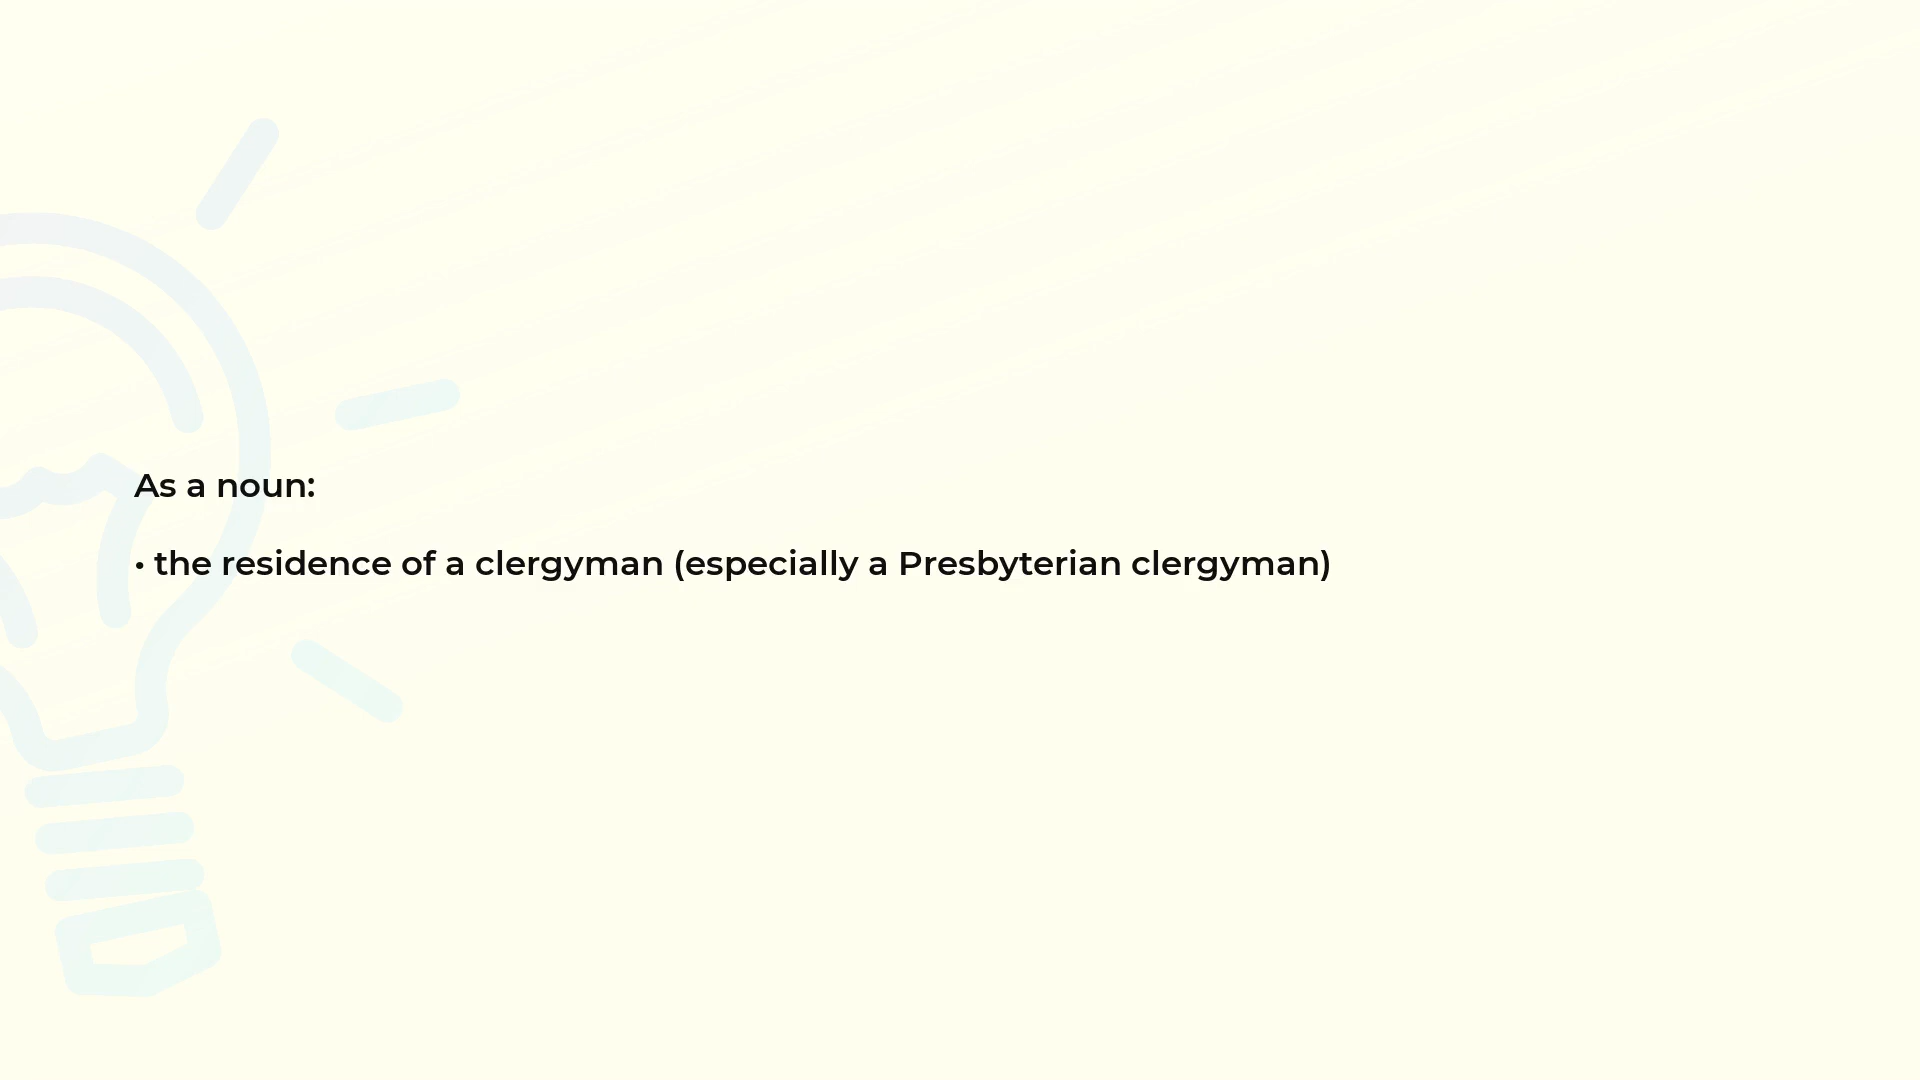 As a noun:
• the residence of a clergyman (especially a Presbyterian clergyman)